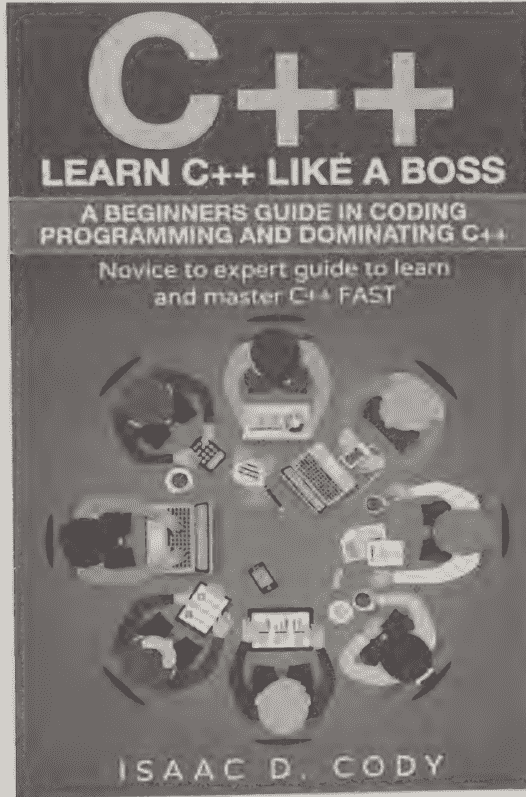 C++
LEARN C++ LIKE A BOSS
A BEGINNERS GUIDE IN CODING
PROGRAMMING AND DOMINATING C++
Novice to expert guide to learn
and master C++ FAST
ISAAC D. CODY